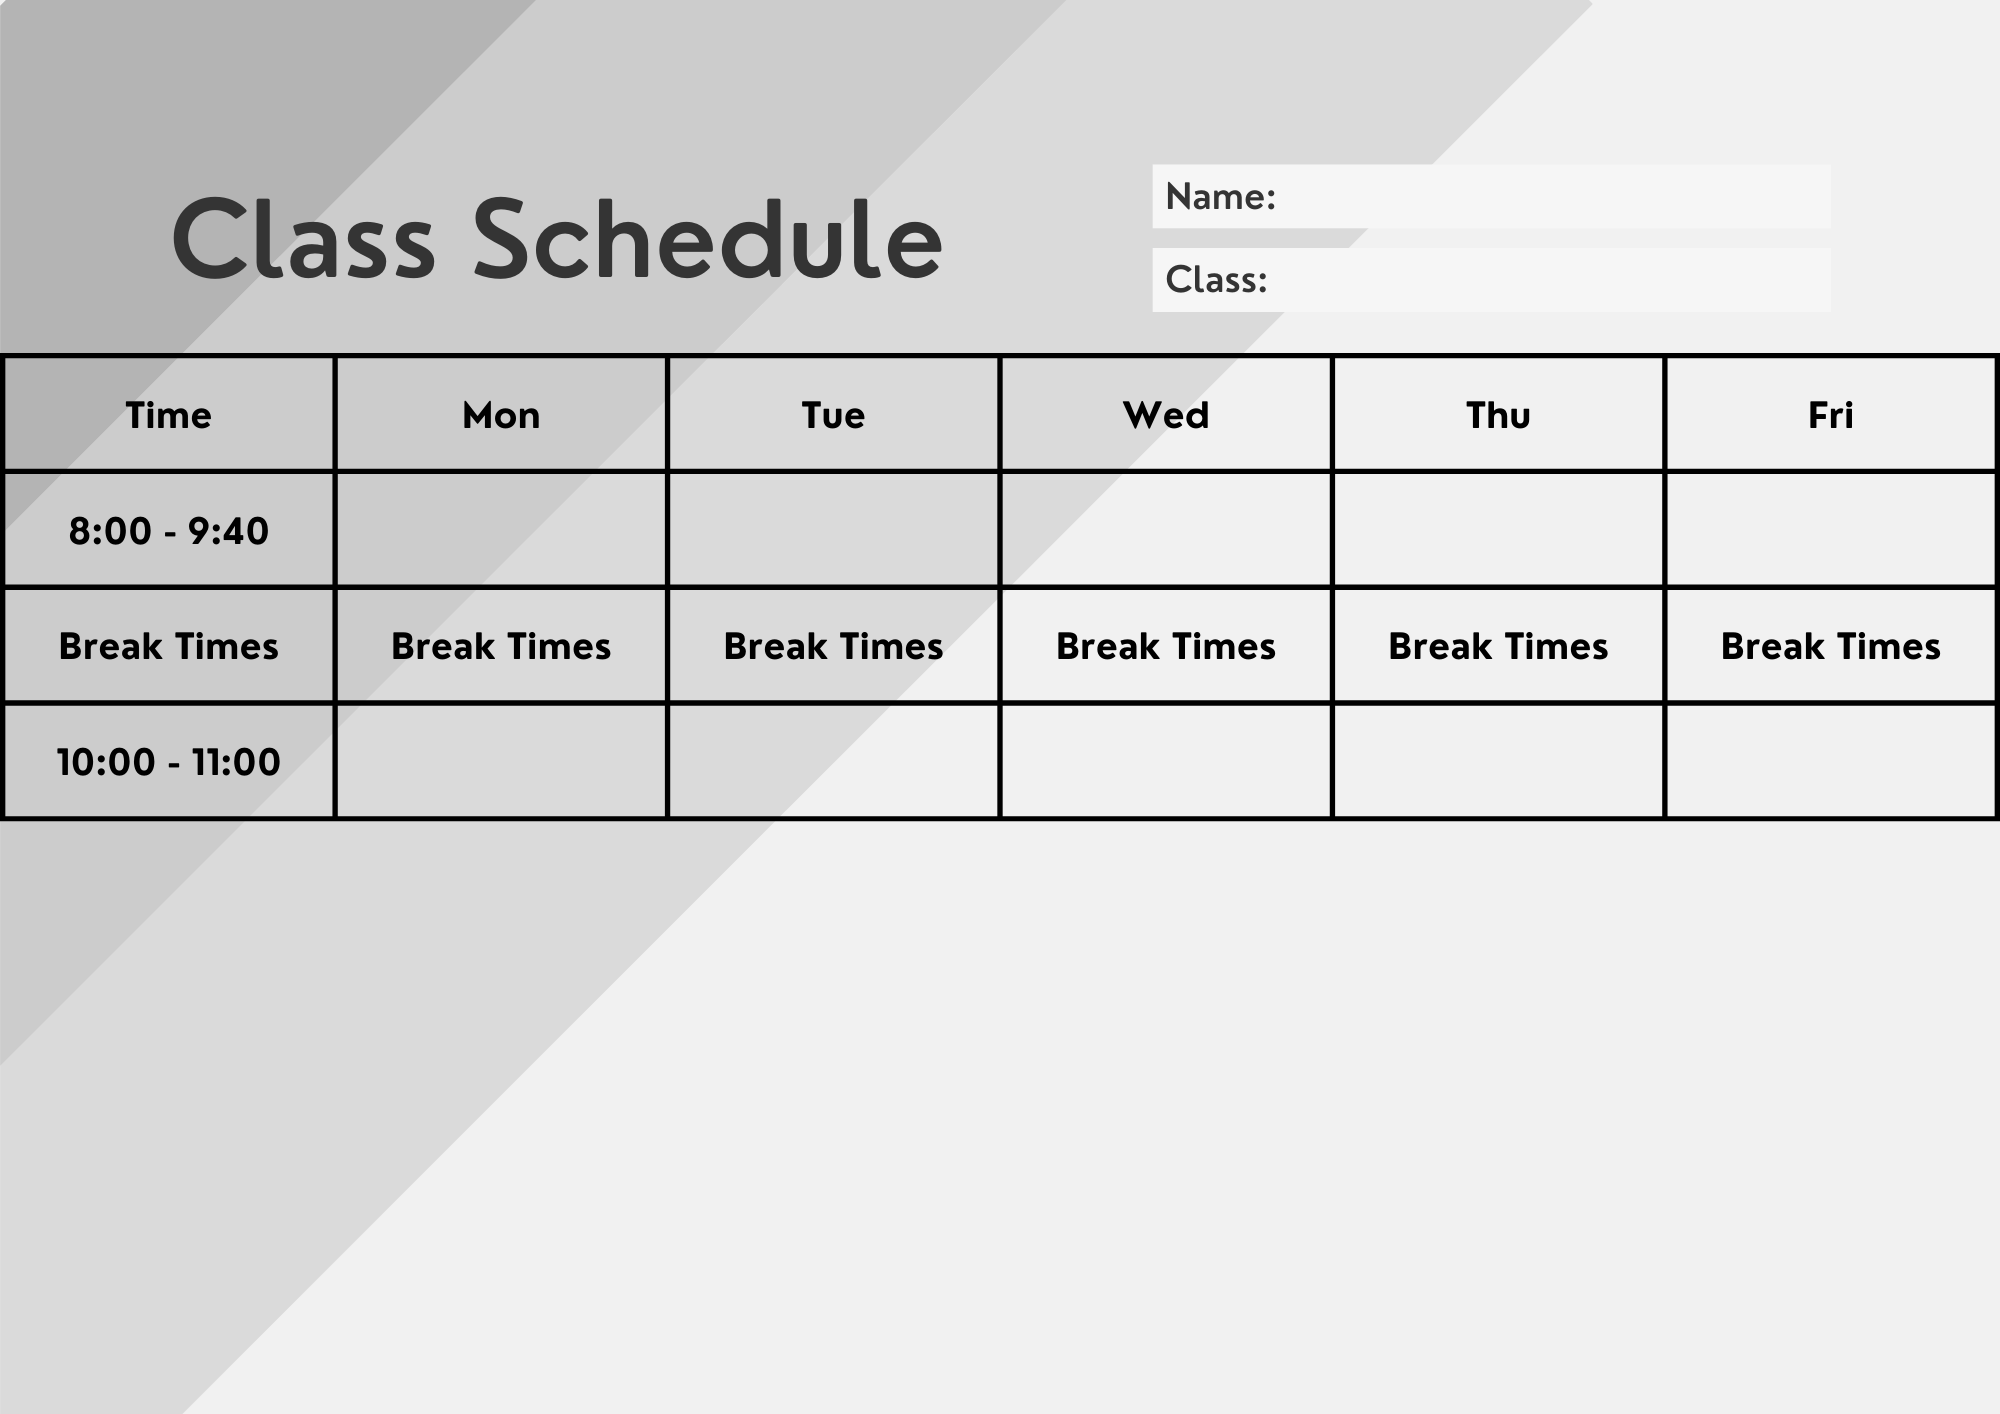 Class Schedule
Name:
Class:
Time Mon Tue Wed Thu Fri
8:00 - 9:40
Break Times Break Times Break Times Break Times Break Times Break Times
10:00 - 11:00